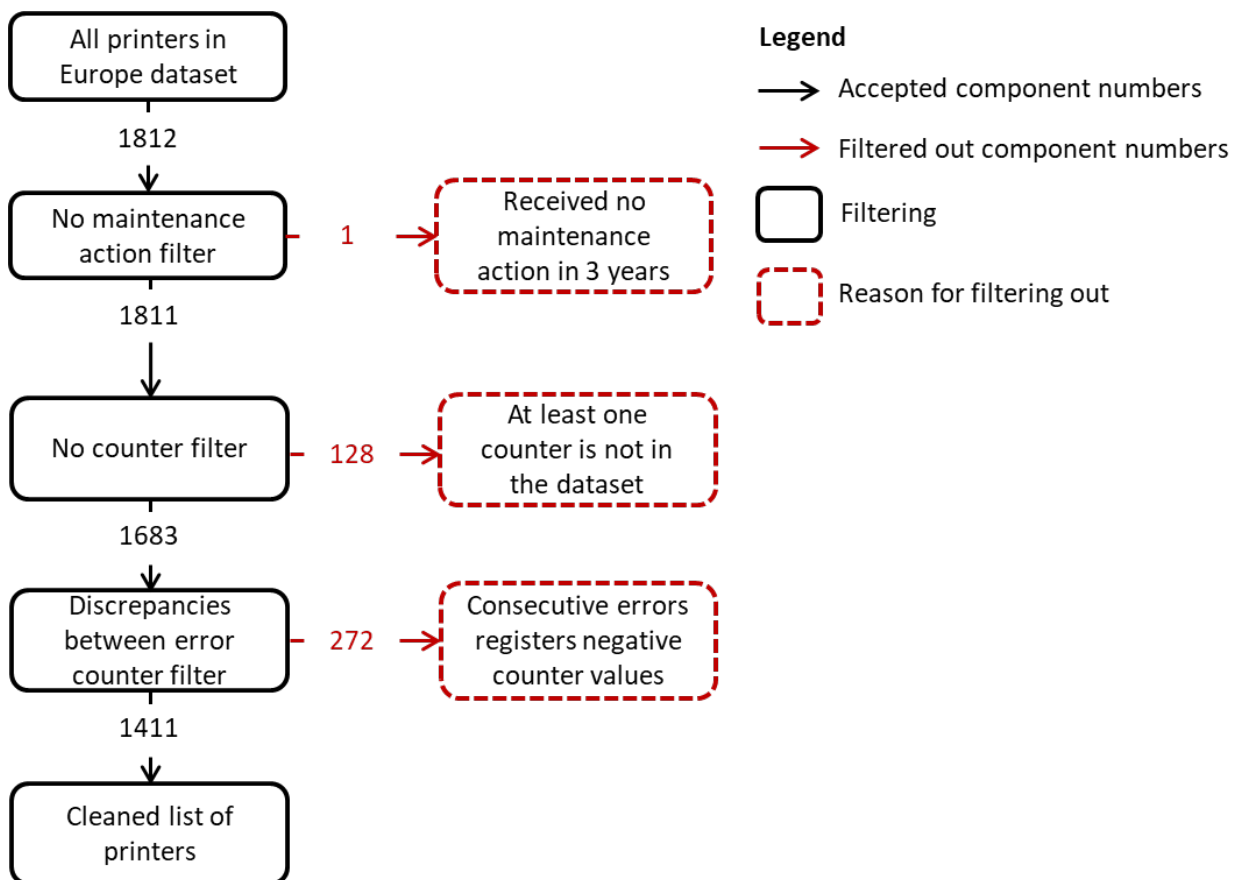 All printers in
Europe dataset
1812
No maintenance
action filter
1
Received no
maintenance
action in 3 years
1811
No counter filter
128
At least one
counter is not in
the dataset
1683
Discrepancies
between error
counter filter
272
Consecutive errors
registers negative
counter values
1411
Cleaned list of
printers
Legend
Accepted component numbers
Filtered out component numbers
Filtering
Reason for filtering out